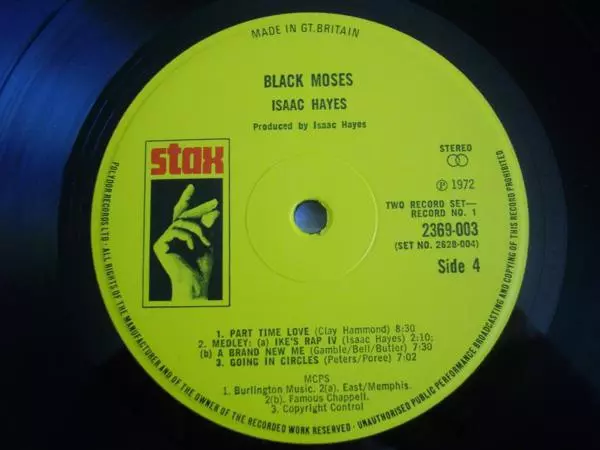 MADE IN GT.BRITAIN
BLACK MOSES
ISAAC HAYES
Produced by Isaac Hayes
stax
STEREO
℗ 1972
TWO RECORD SET—
RECORD NO. 1
2369-003
(SET NO. 2628-004)
Side 4
1. PART TIME LOVE (Clay Hammond) 8:30
2. MEDLEY: (a) IKE'S RAP IV (Isaac Hayes) 2:10;
(b) A BRAND NEW ME (Gamble/Bell/Butler) 7:30
3. GOING IN CIRCLES (Peters/Poree) 7:02
MCPS
1. Burlington Music. 2(a). East/Memphis.
2(b). Famous Chappell.
3. Copyright Control
POLYDOR RECORDS LTD · ALL RIGHTS OF THE MANUFACTURER AND OF THE OWNER OF THE RECORDED WORK RESERVED · UNAUTHORISED PUBLIC PERFORMANCE BROADCASTING AND COPYING OF THIS RECORD PROHIBITED